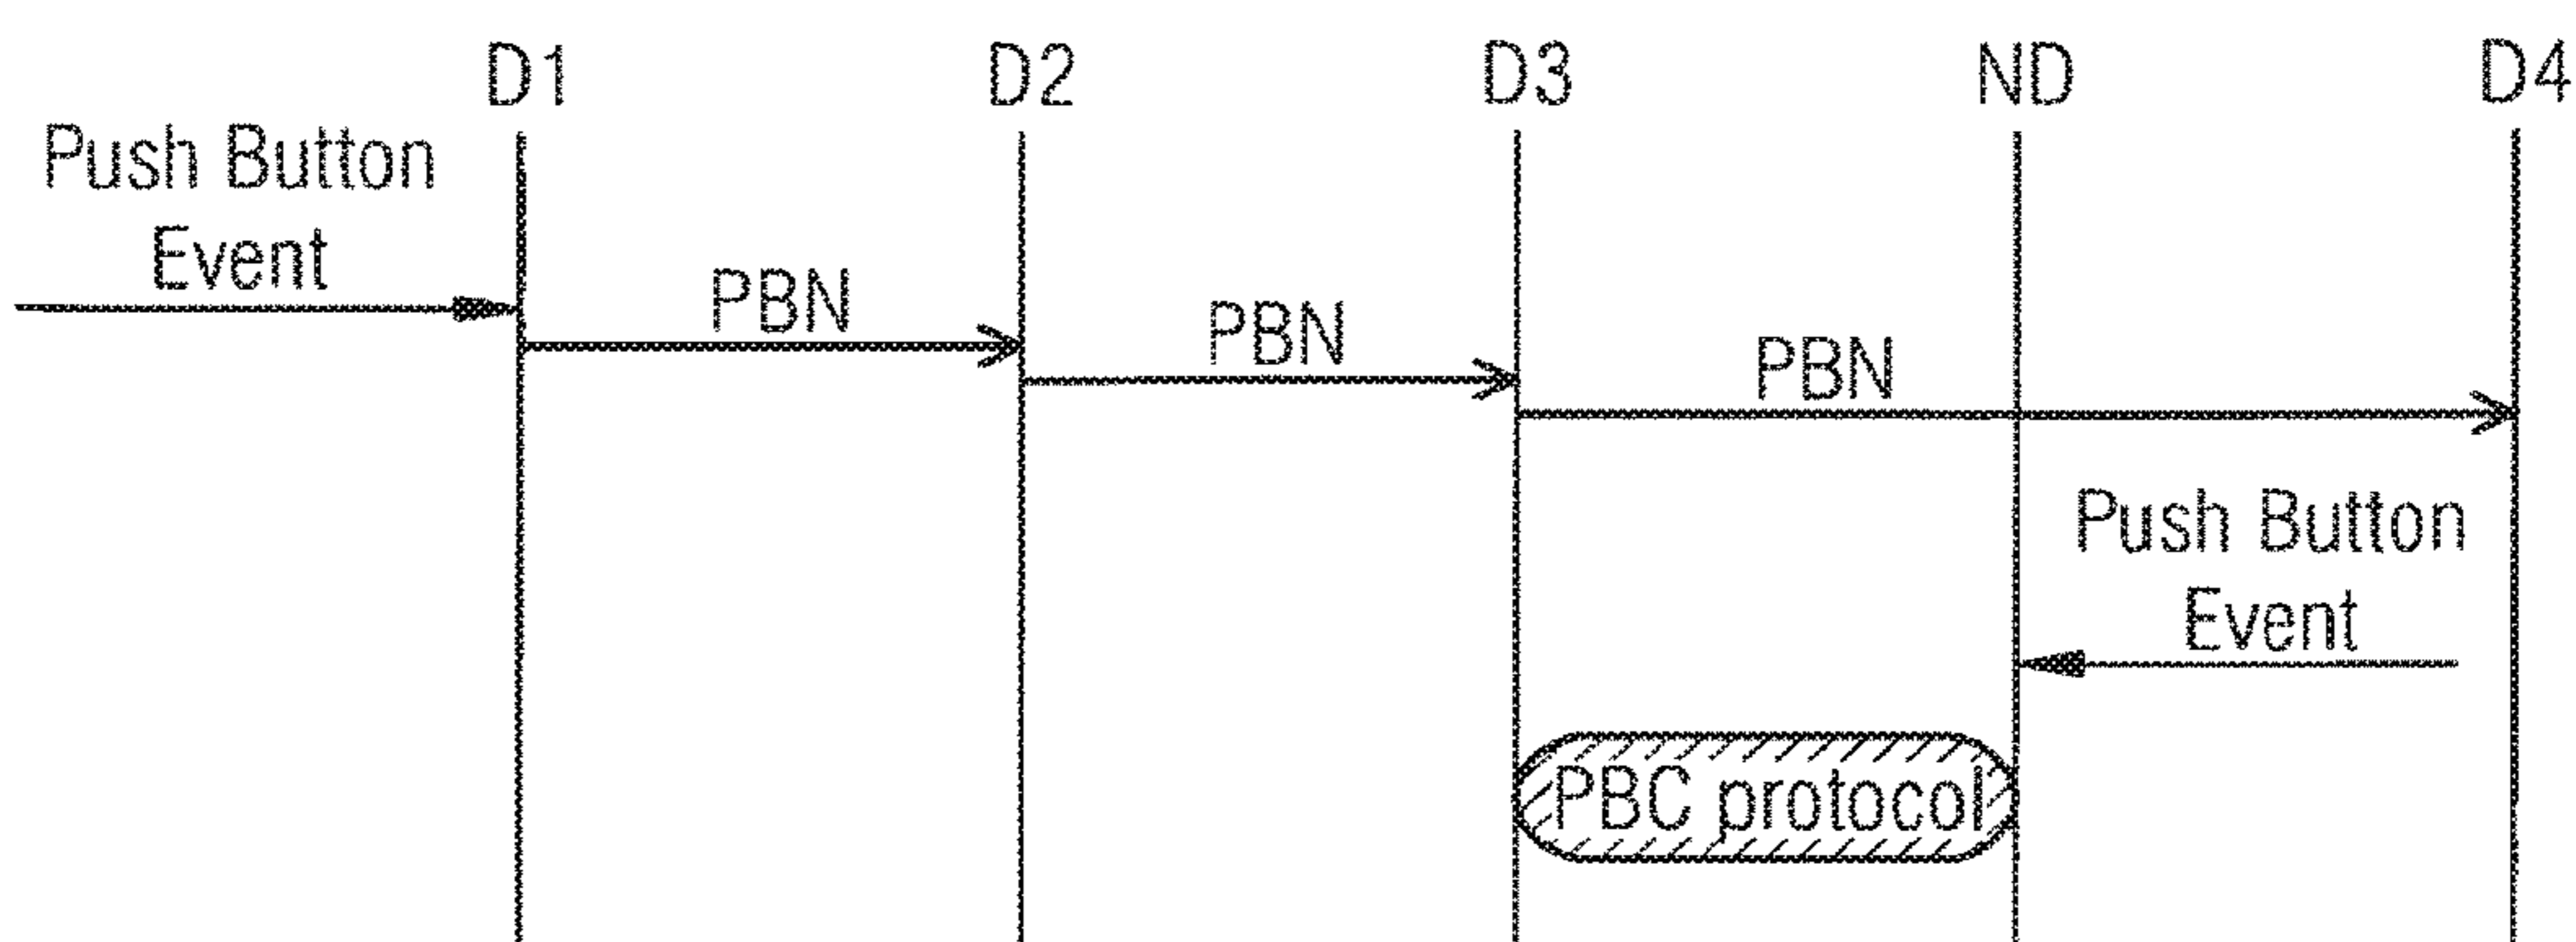 D1
D2
D3
ND
D4
Push Button
Event
PBN
PBN
PBN
Push Button
Event
PBC protocol